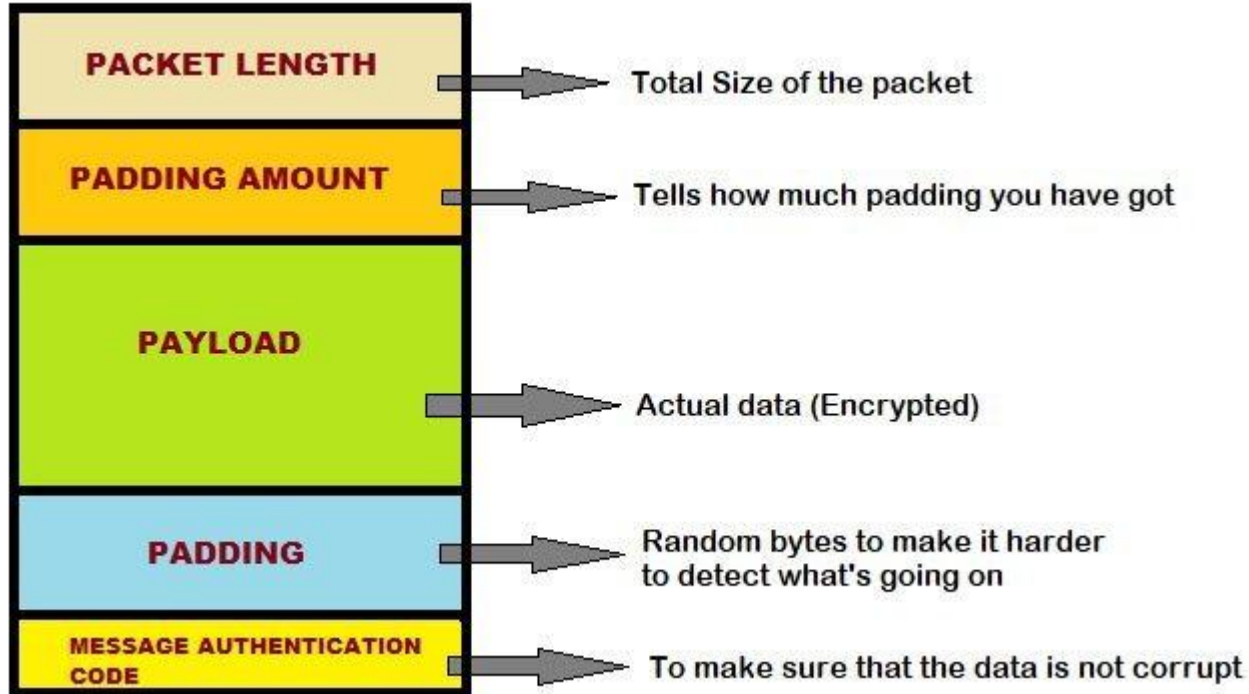 PACKET LENGTH
Total Size of the packet
PADDING AMOUNT
Tells how much padding you have got
PAYLOAD
Actual data (Encrypted)
PADDING
Random bytes to make it harder
to detect what's going on
MESSAGE AUTHENTICATION
CODE
To make sure that the data is not corrupt